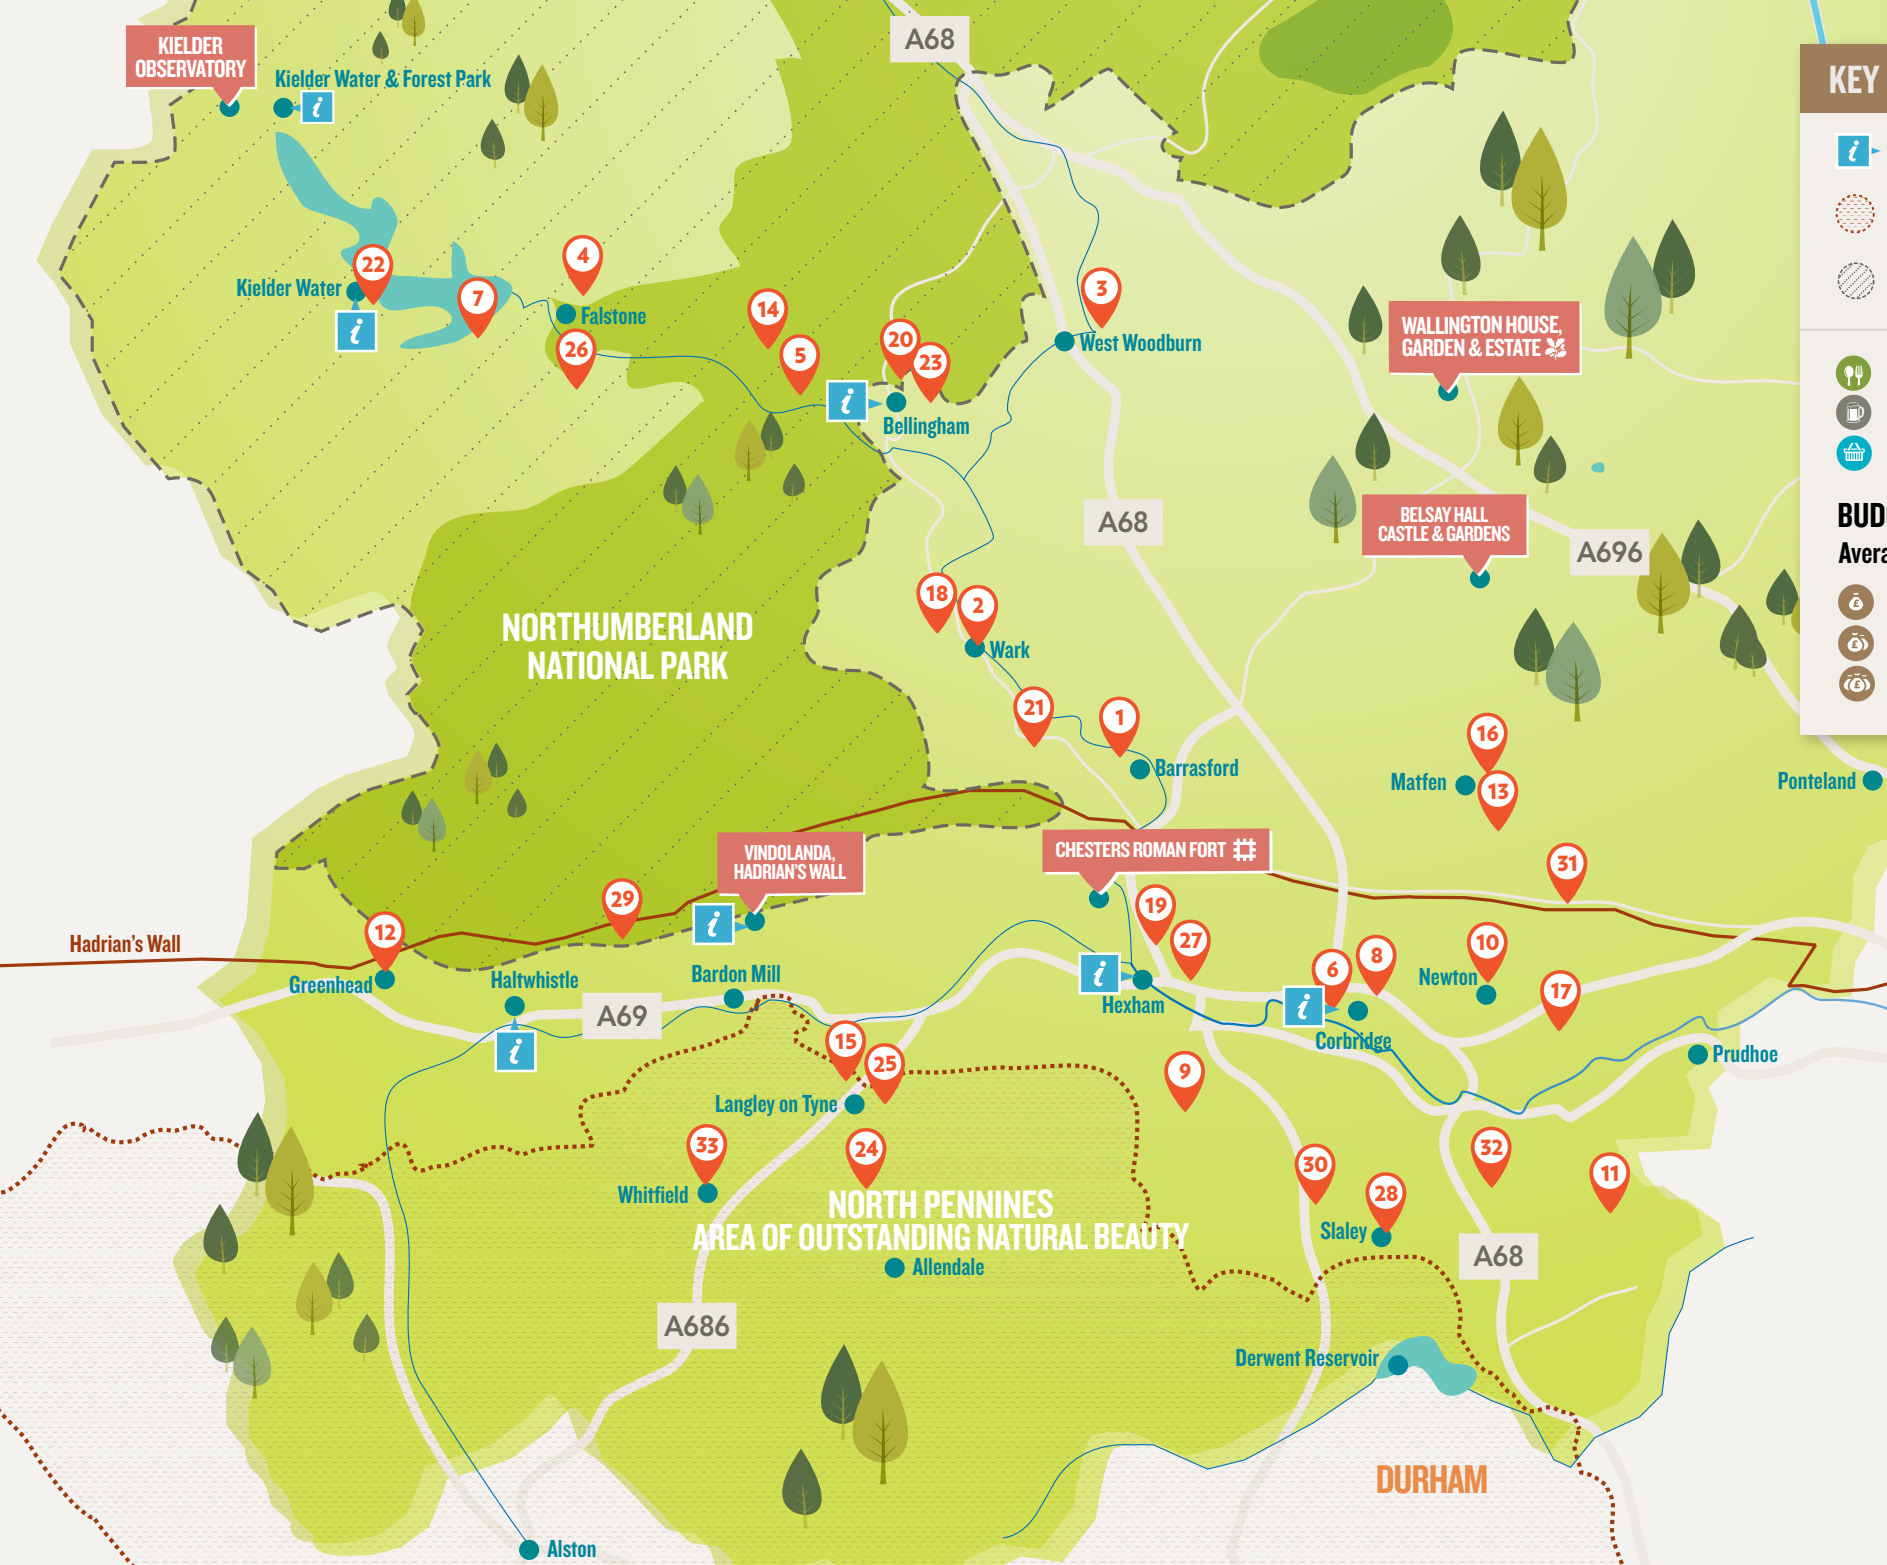 A68
KIELDER
OBSERVATORY
Kielder Water & Forest Park
i
KEY
i
4
22
Kielder Water
7
i
Falstone
26
14
5
20
23
i
Bellingham
3
West Woodburn
WALLINGTON HOUSE,
GARDEN & ESTATE
A68
BELSAY HALL
CASTLE & GARDENS
A696
BUD
Avera
£
£
£
NORTHUMBERLAND
NATIONAL PARK
18
2
Wark
21
1
Barrasford
16
Matfen
13
Ponteland
VINDOLANDA,
HADRIAN'S WALL
CHESTERS ROMAN FORT
31
29
i
12
Hadrian's Wall
Greenhead
Haltwhistle
Bardon Mill
A69
i
19
27
i
Hexham
6
8
i
Corbridge
10
Newton
17
Prudhoe
15
25
Langley on Tyne
9
33
Whitfield
24
NORTH PENNINES
AREA OF OUTSTANDING NATURAL BEAUTY
Allendale
30
28
Slaley
32
11
A68
A686
Derwent Reservoir
DURHAM
Alston